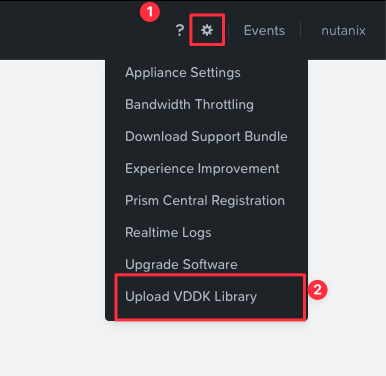 1
? Events nutanix
Appliance Settings
Bandwidth Throttling
Download Support Bundle
Experience Improvement
Prism Central Registration
Realtime Logs
Upgrade Software
Upload VDDK Library 2